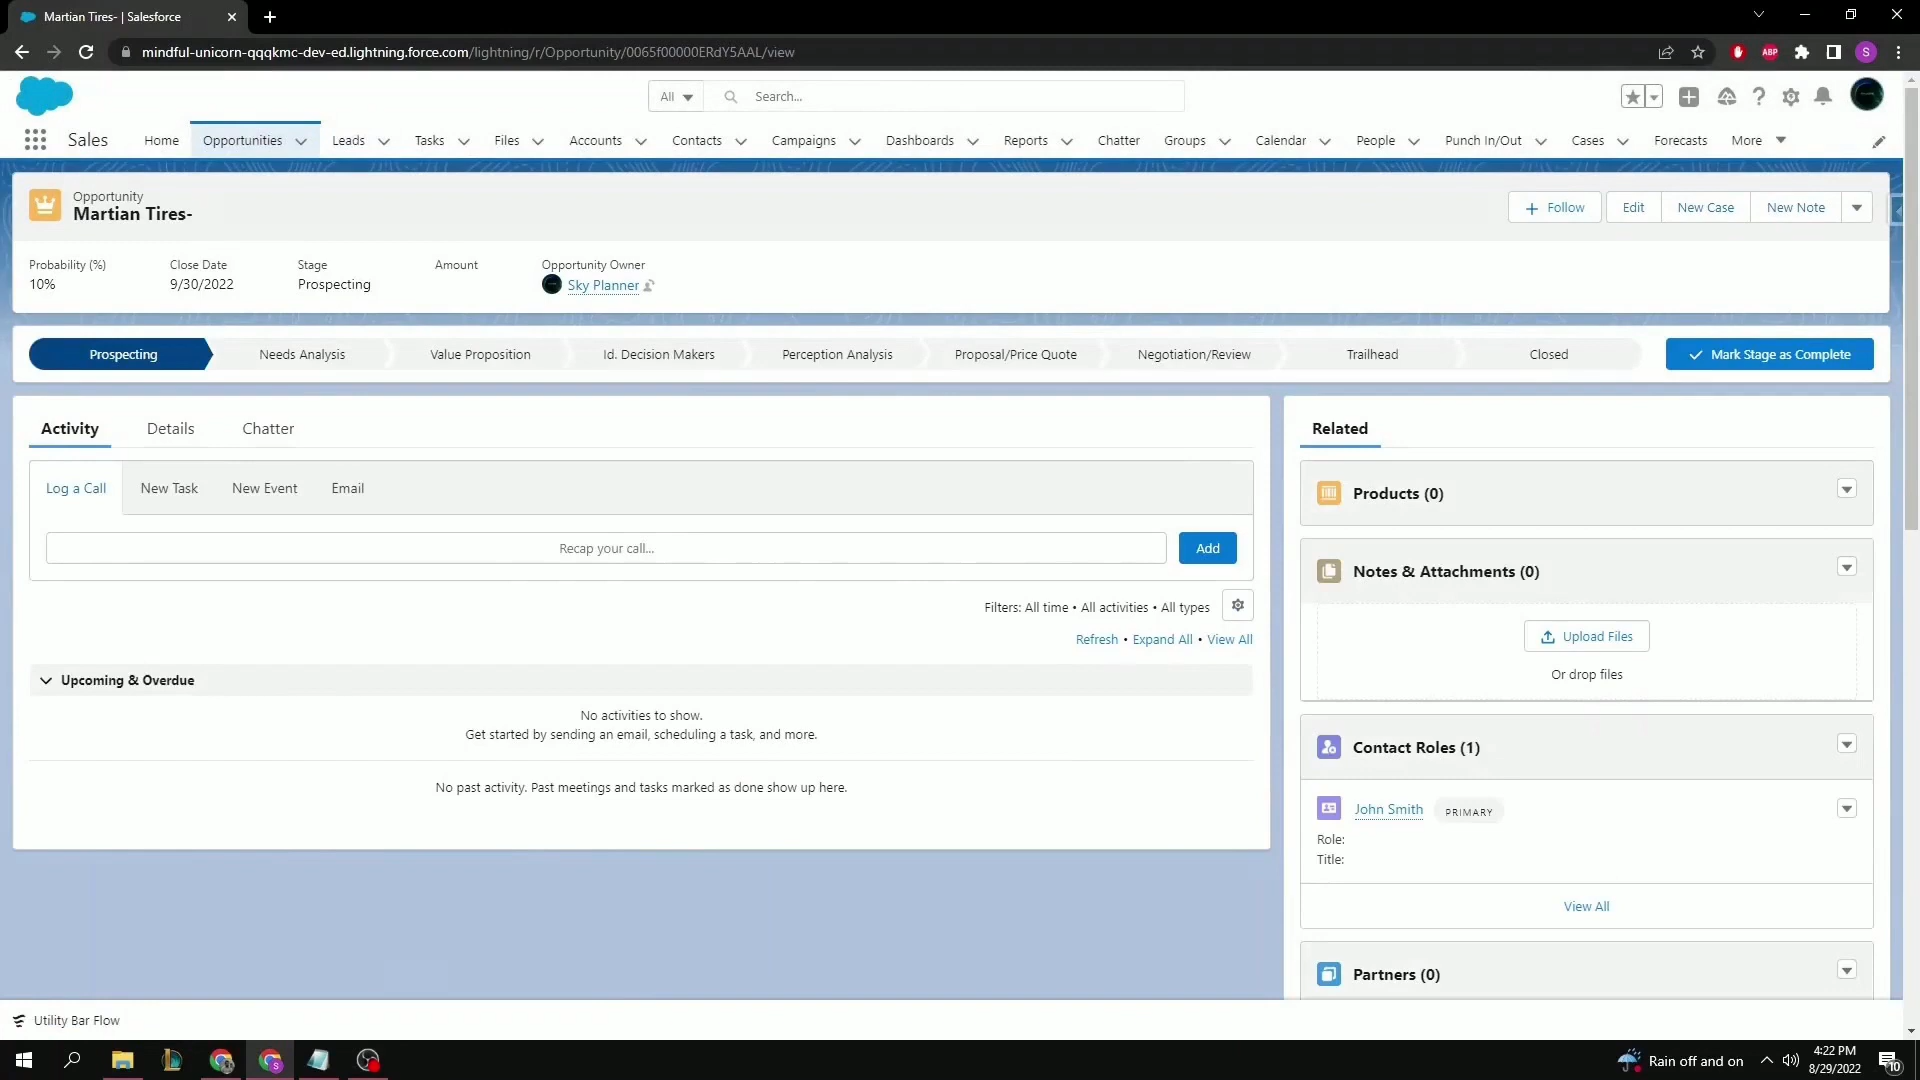 Martian Tires- | Salesforce
mindful-unicorn-qqqkmc-dev-ed.lightning.force.com/lightning/r/Opportunity/0065f00000ERdY5AAL/view
ABP
S
All
Search...
Sales
Home
Opportunities
Leads
Tasks
Files
Accounts
Contacts
Campaigns
Dashboards
Reports
Chatter
Groups
Calendar
People
Punch In/Out
Cases
Forecasts
More
Opportunity
Martian Tires-
Follow
Edit
New Case
New Note
Probability (%)
10%
Close Date
9/30/2022
Stage
Prospecting
Amount
Opportunity Owner
Sky Planner
Prospecting
Needs Analysis
Value Proposition
Id. Decision Makers
Perception Analysis
Proposal/Price Quote
Negotiation/Review
Trailhead
Closed
Mark Stage as Complete
Activity
Details
Chatter
Log a Call
New Task
New Event
Email
Recap your call...
Add
Filters: All time • All activities • All types
Refresh • Expand All • View All
Upcoming & Overdue
No activities to show.
Get started by sending an email, scheduling a task, and more.
No past activity. Past meetings and tasks marked as done show up here.
Related
Products (0)
Notes & Attachments (0)
Upload Files
Or drop files
Contact Roles (1)
John Smith
PRIMARY
Role:
Title:
View All
Partners (0)
Utility Bar Flow
Rain off and on
4:22 PM
8/29/2022
10